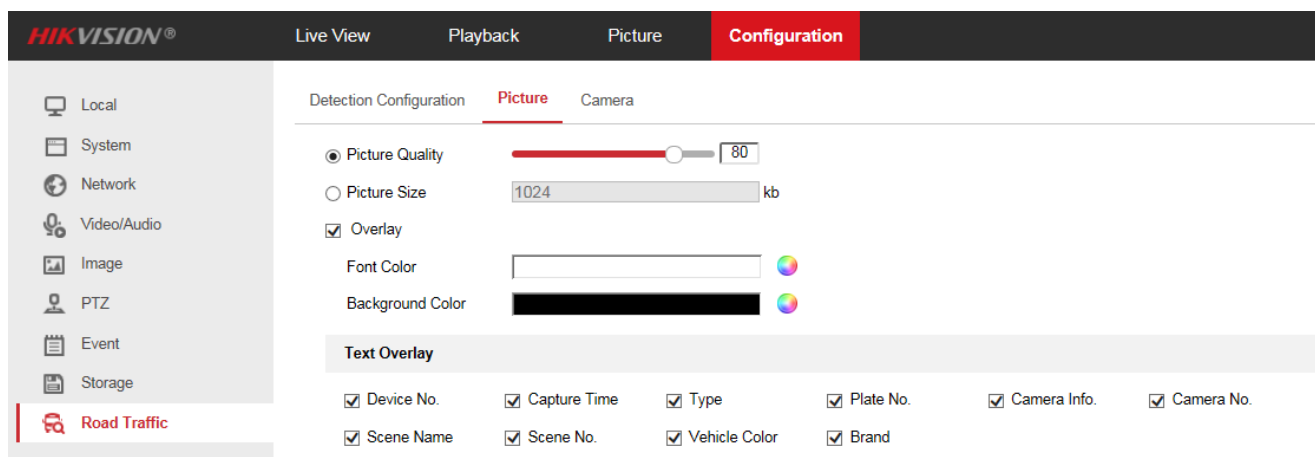 HIKVISION® Live View Playback Picture Configuration
Local
System
Network
Video/Audio
Image
PTZ
Event
Storage
Road Traffic
Detection Configuration Picture Camera
Picture Quality 80
Picture Size 1024 kb
Overlay
Font Color
Background Color
Text Overlay
Device No. Capture Time Type Plate No. Camera Info. Camera No.
Scene Name Scene No. Vehicle Color Brand